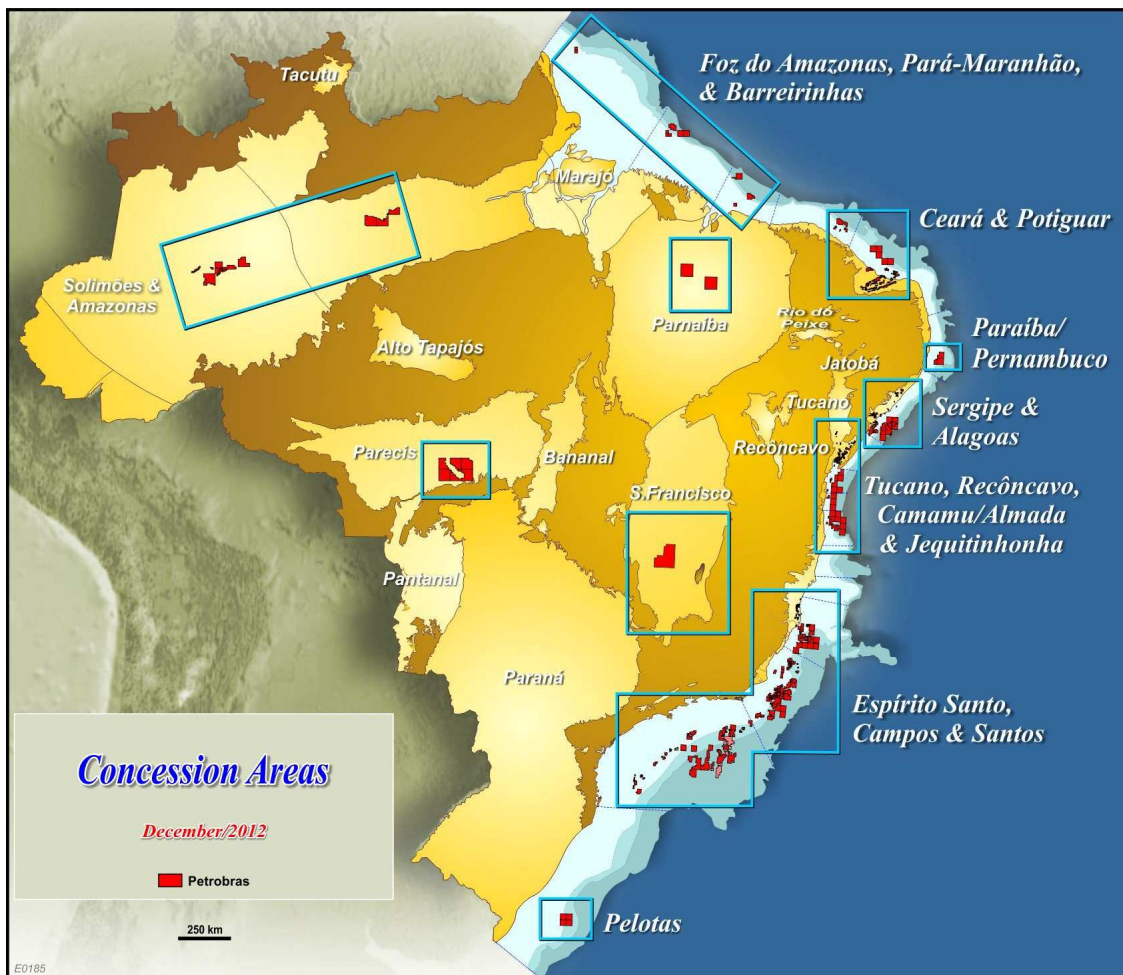 Foz do Amazonas, Pará-Maranhão,
& Barreirinhas
Tacutu
Marajó
Ceará & Potiguar
Solimões &
Amazonas
Parnaíba
Rio do
Peixe
Paraíba/
Pernambuco
Alto Tapajós
Jatobá
Tucano
Sergipe &
Alagoas
Parecis
Bananal
Recôncavo
Tucano, Recôncavo,
Camamu/Almada
& Jequitinhonha
S.Francisco
Pantanal
Paraná
Espírito Santo,
Campos & Santos
Concession Areas
December/2012
Petrobras
Pelotas
250 km
E0185